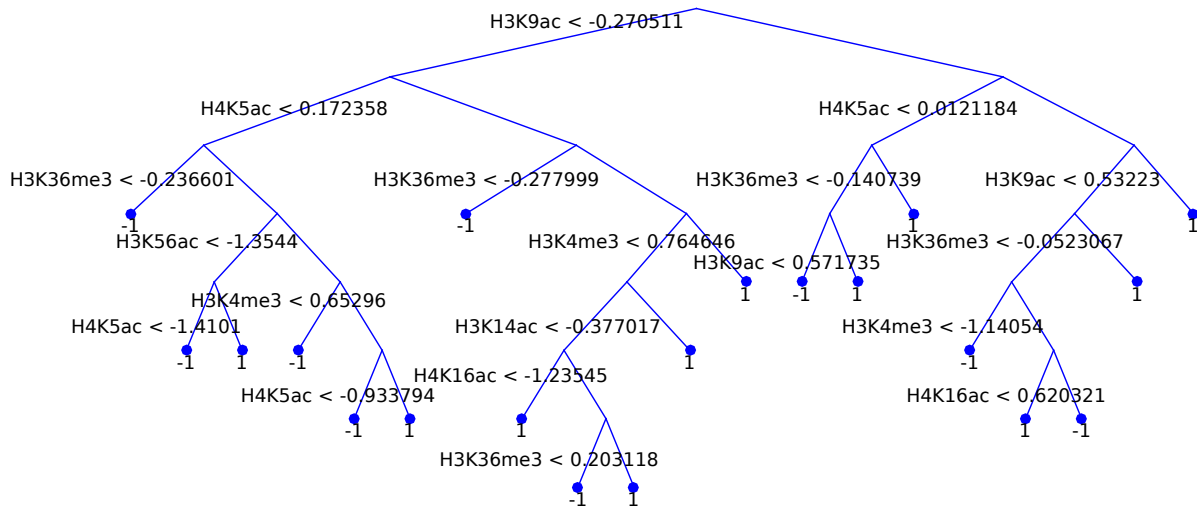 H3K9ac < -0.270511
H4K5ac < 0.172358
H4K5ac < 0.0121184
H3K36me3 < -0.236601
H3K36me3 < -0.277999
H3K36me3 < -0.140739
H3K9ac < 0.53223
-1
-1
1
1
H3K56ac < -1.3544
H3K4me3 < 0.764646
H3K36me3 < -0.0523067
H3K9ac < 0.571735
1
-1
1
1
H3K4me3 < 0.65296
H4K5ac < -1.4101
H3K14ac < -0.377017
H3K4me3 < -1.14054
-1
1
-1
1
-1
H4K16ac < -1.23545
H4K5ac < -0.933794
H4K16ac < 0.620321
-1
1
1
1
-1
H3K36me3 < 0.203118
-1
1